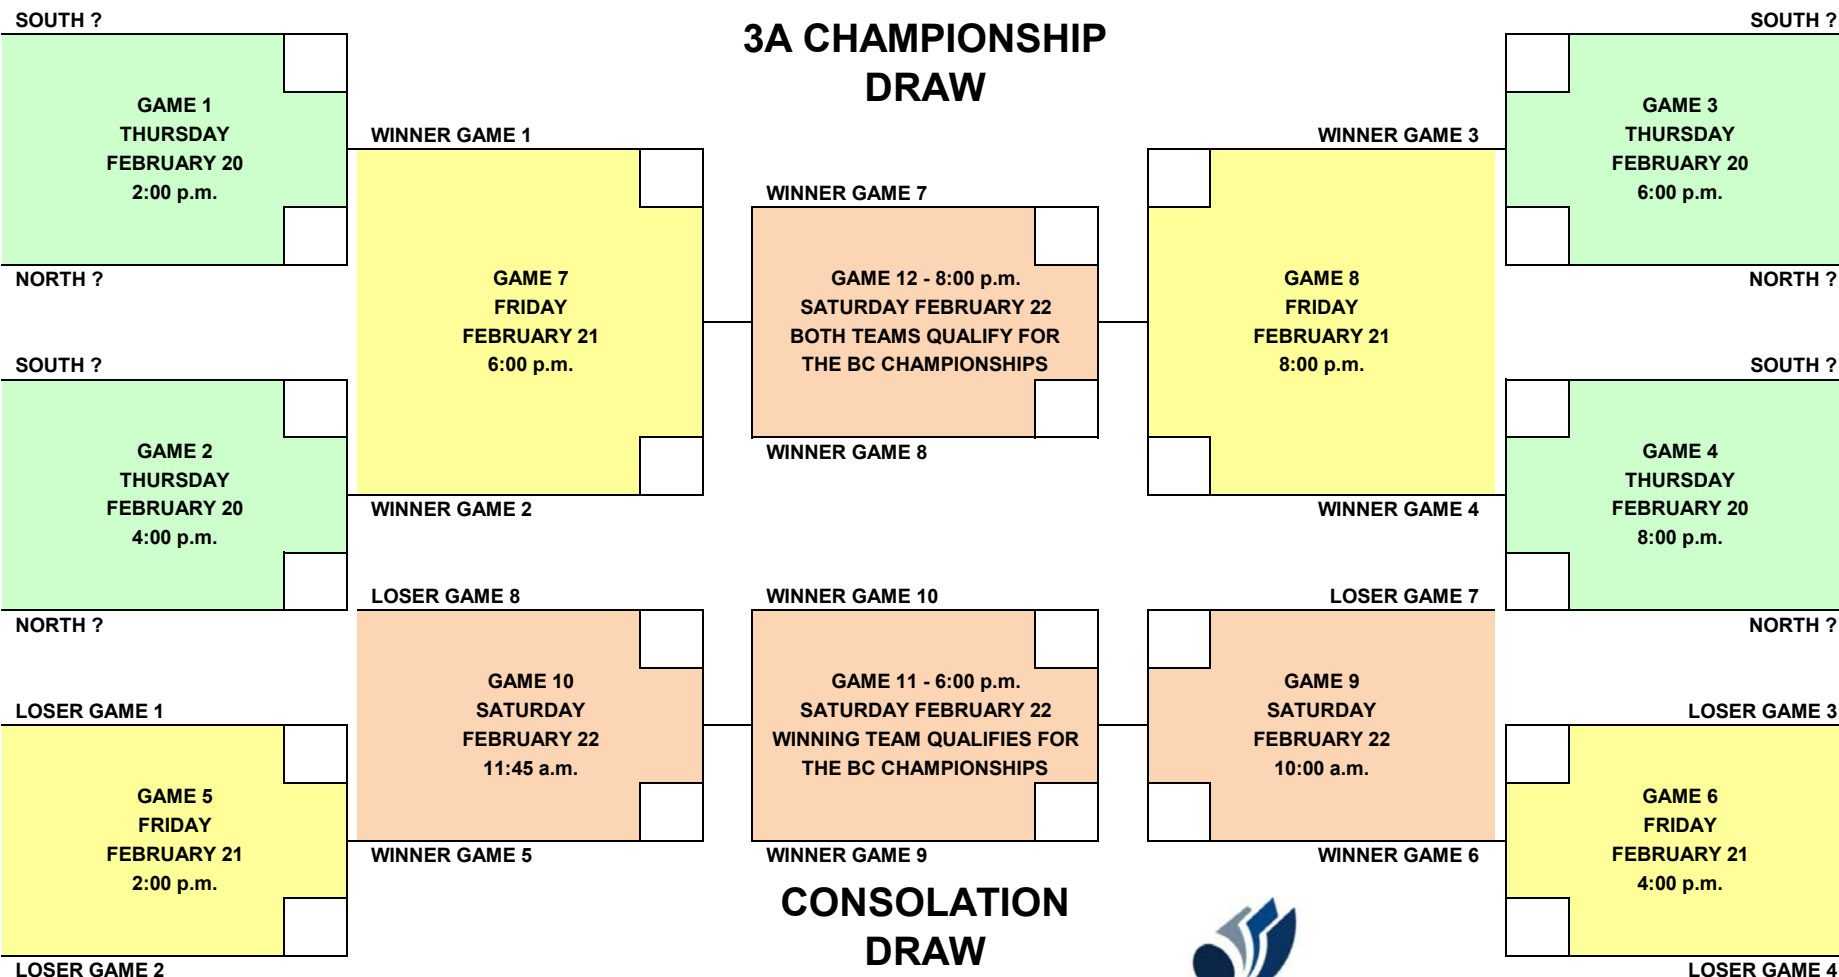 3A CHAMPIONSHIP
DRAW
SOUTH ?
GAME 1
THURSDAY
FEBRUARY 20
2:00 p.m.
NORTH ?
SOUTH ?
GAME 2
THURSDAY
FEBRUARY 20
4:00 p.m.
NORTH ?
LOSER GAME 1
GAME 5
FRIDAY
FEBRUARY 21
2:00 p.m.
LOSER GAME 2
WINNER GAME 1
GAME 7
FRIDAY
FEBRUARY 21
6:00 p.m.
WINNER GAME 2
LOSER GAME 8
GAME 10
SATURDAY
FEBRUARY 22
11:45 a.m.
WINNER GAME 5
WINNER GAME 7
GAME 12 - 8:00 p.m.
SATURDAY FEBRUARY 22
BOTH TEAMS QUALIFY FOR
THE BC CHAMPIONSHIPS
WINNER GAME 8
WINNER GAME 10
GAME 11 - 6:00 p.m.
SATURDAY FEBRUARY 22
WINNING TEAM QUALIFIES FOR
THE BC CHAMPIONSHIPS
WINNER GAME 9
CONSOLATION
DRAW
WINNER GAME 3
GAME 8
FRIDAY
FEBRUARY 21
8:00 p.m.
WINNER GAME 4
LOSER GAME 7
GAME 9
SATURDAY
FEBRUARY 22
10:00 a.m.
WINNER GAME 6
SOUTH ?
GAME 3
THURSDAY
FEBRUARY 20
6:00 p.m.
NORTH ?
SOUTH ?
GAME 4
THURSDAY
FEBRUARY 20
8:00 p.m.
NORTH ?
LOSER GAME 3
GAME 6
FRIDAY
FEBRUARY 21
4:00 p.m.
LOSER GAME 4